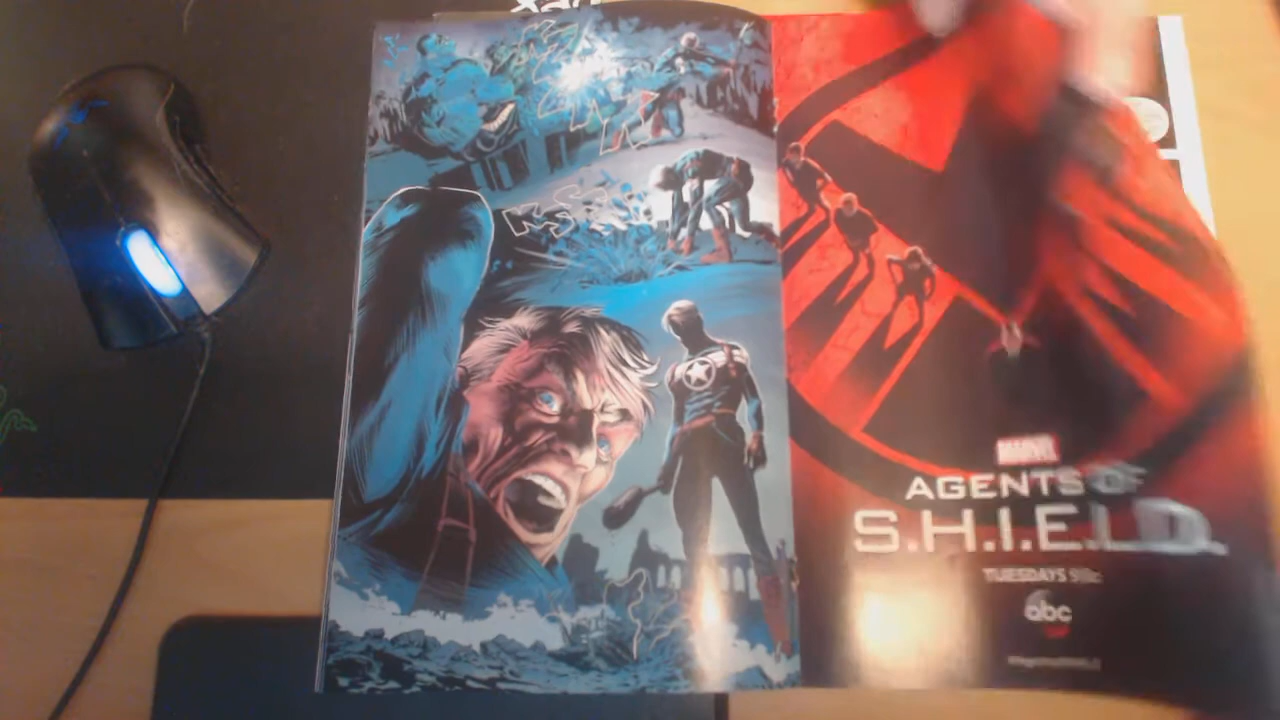 MARVEL
AGENTS OF
S.H.I.E.L.D.
TUESDAYS 9|8c
abc